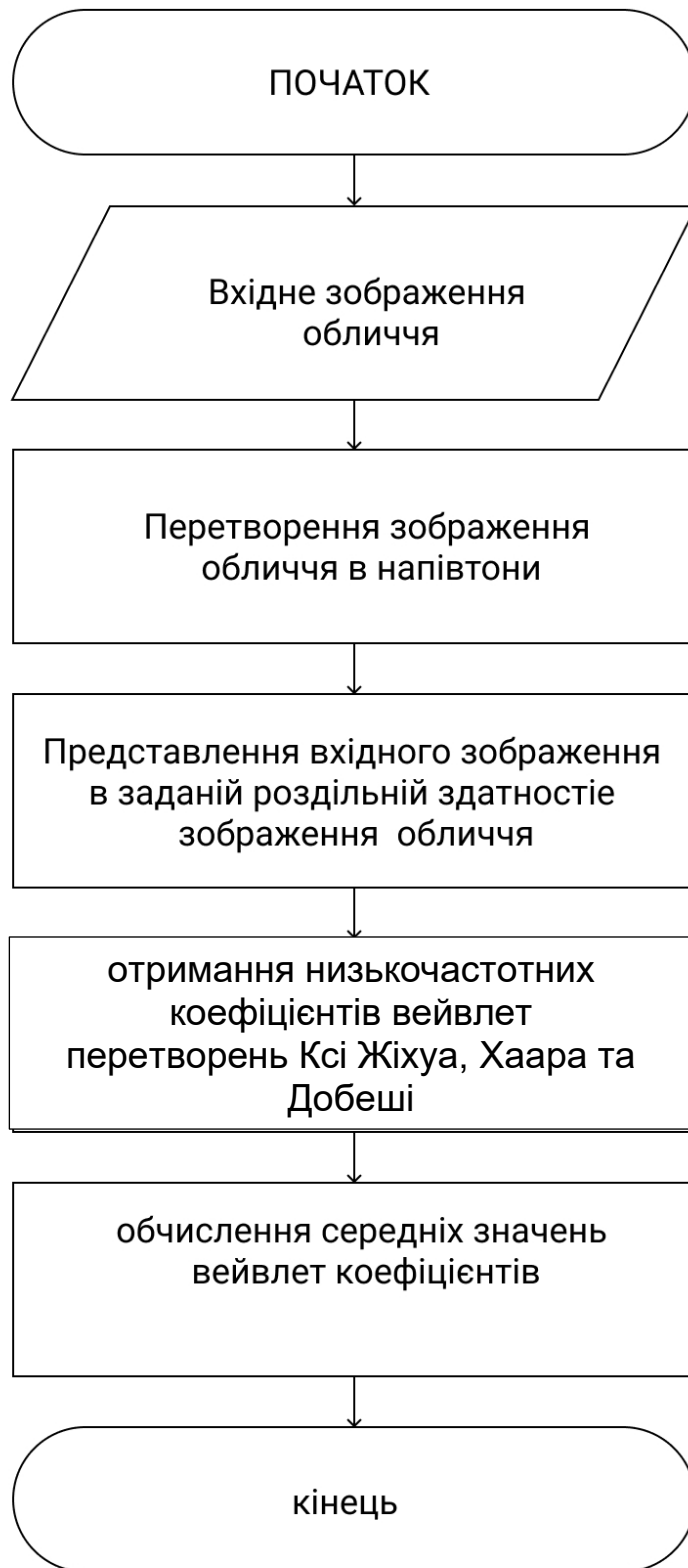 ПОЧАТОК
Вхідне зображення
обличчя
Перетворення зображення
обличчя в напівтони
Представлення вхідного зображення
в заданій роздільній здатностіе
зображення  обличчя
отримання низькочастотних
коефіцієнтів вейвлет
перетворень Ксі Жіхуа, Хаара та
Добеші
обчислення середніх значень
вейвлет коефіцієнтів
кінець